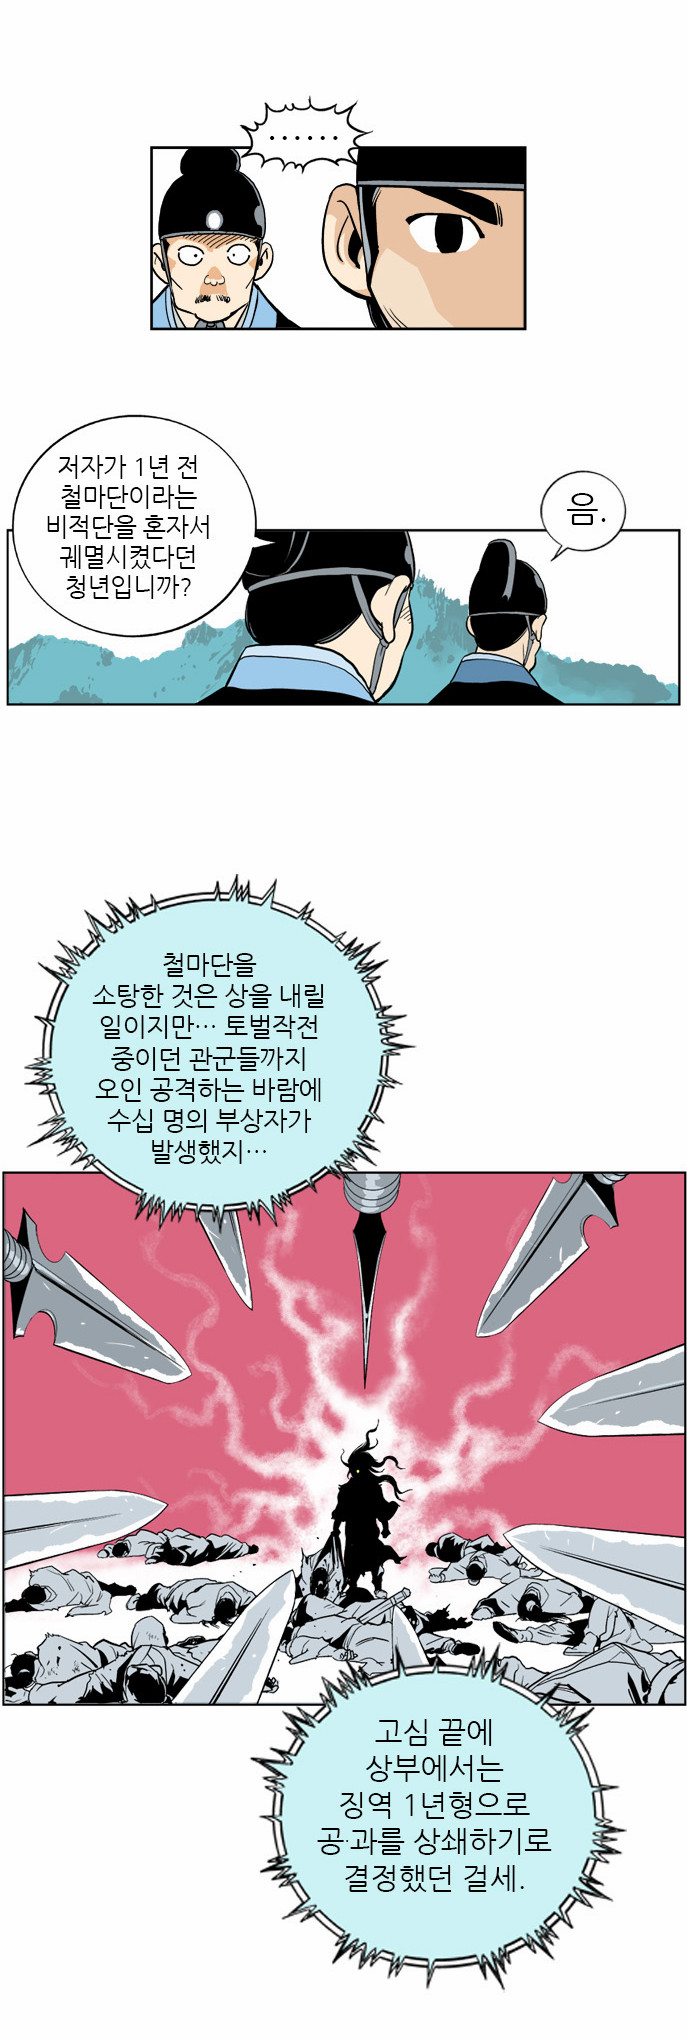 ······
저자가 1년 전
철마단이라는
비적단을 혼자서
궤멸시켰다던
청년입니까?
음.
철마단을
소탕한 것은 상을 내릴
일이지만… 토벌작전
중이던 관군들까지
오인 공격하는 바람에
수십 명의 부상자가
발생했지…
고심 끝에
상부에서는
징역 1년형으로
공·과를 상쇄하기로
결정했던 걸세.